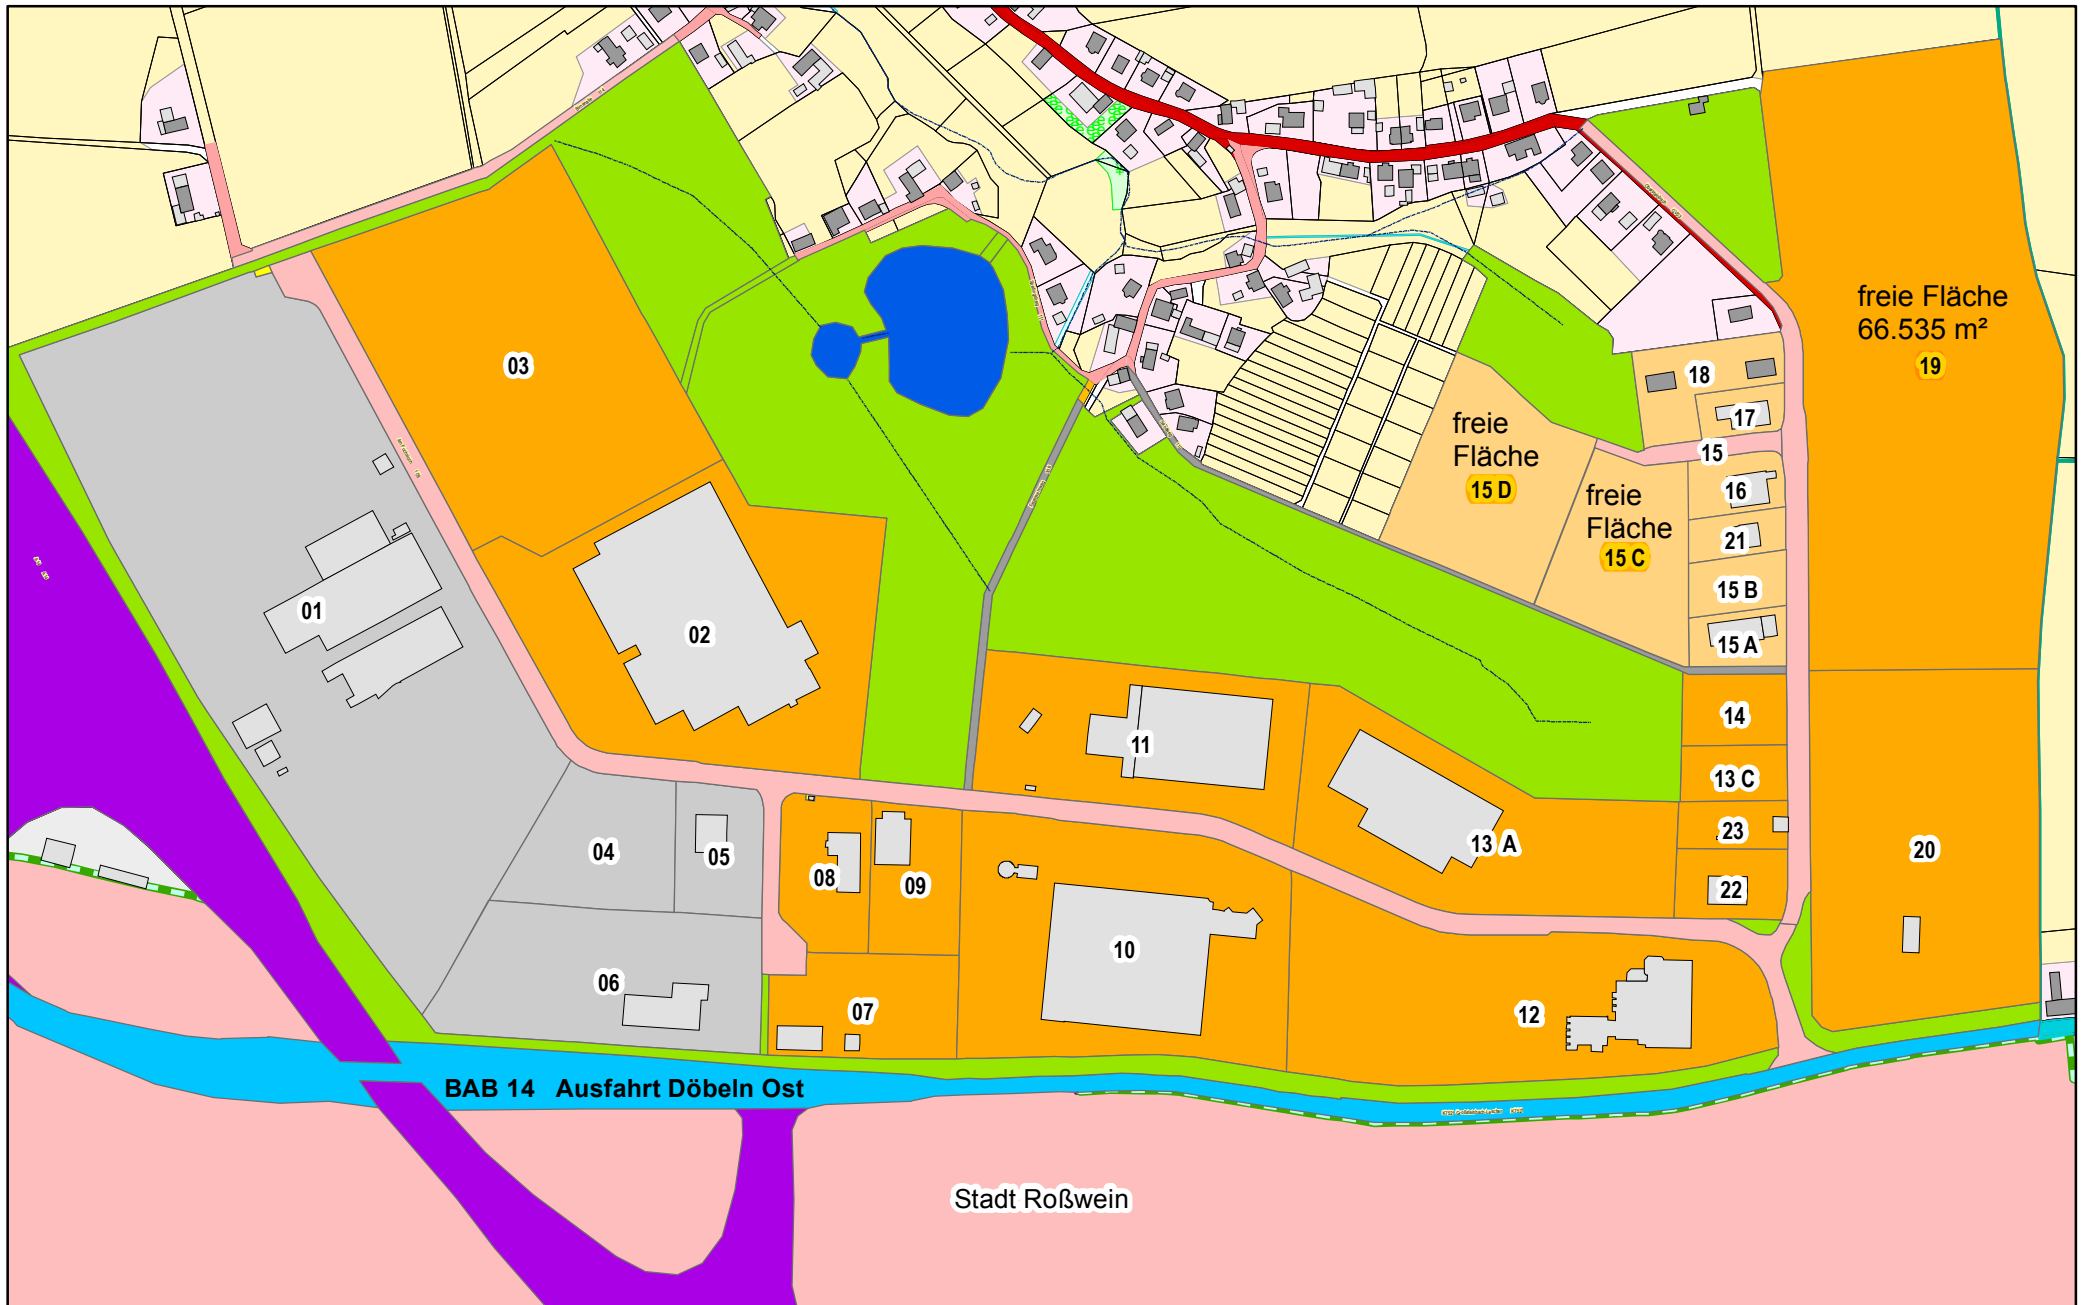 freie Fläche
66.535 m²
19
03
18
17
freie
Fläche
15 D
15
freie
Fläche
15 C
16
21
15 B
15 A
01
02
14
11
13 C
13 A
23
20
04
05
08
09
22
10
06
07
12
BAB 14 Ausfahrt Döbeln Ost
Stadt Roßwein